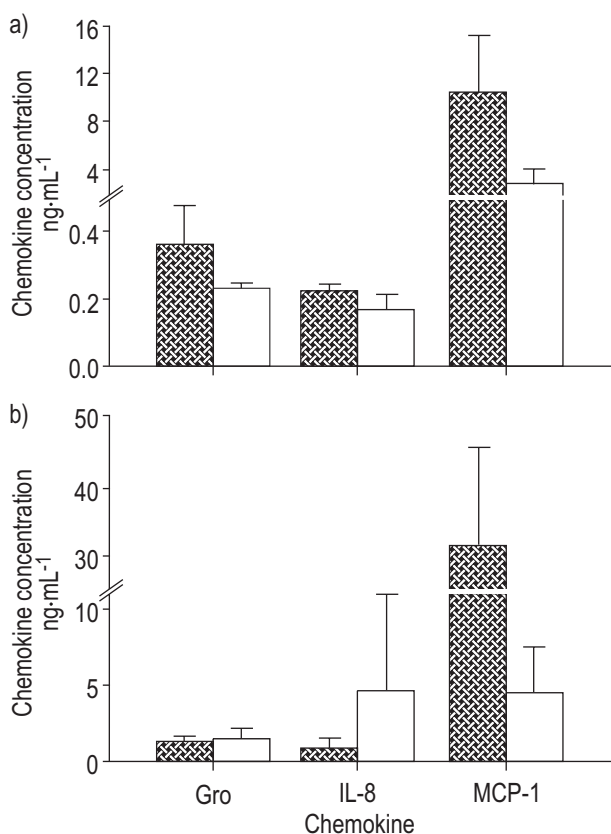 a)
Chemokine concentration
ng·mL-1
16
12
8
4
0.4
0.2
0.0
b)
Chemokine concentration
ng·mL-1
50
40
30
10
5
0
Gro IL-8 MCP-1
Chemokine